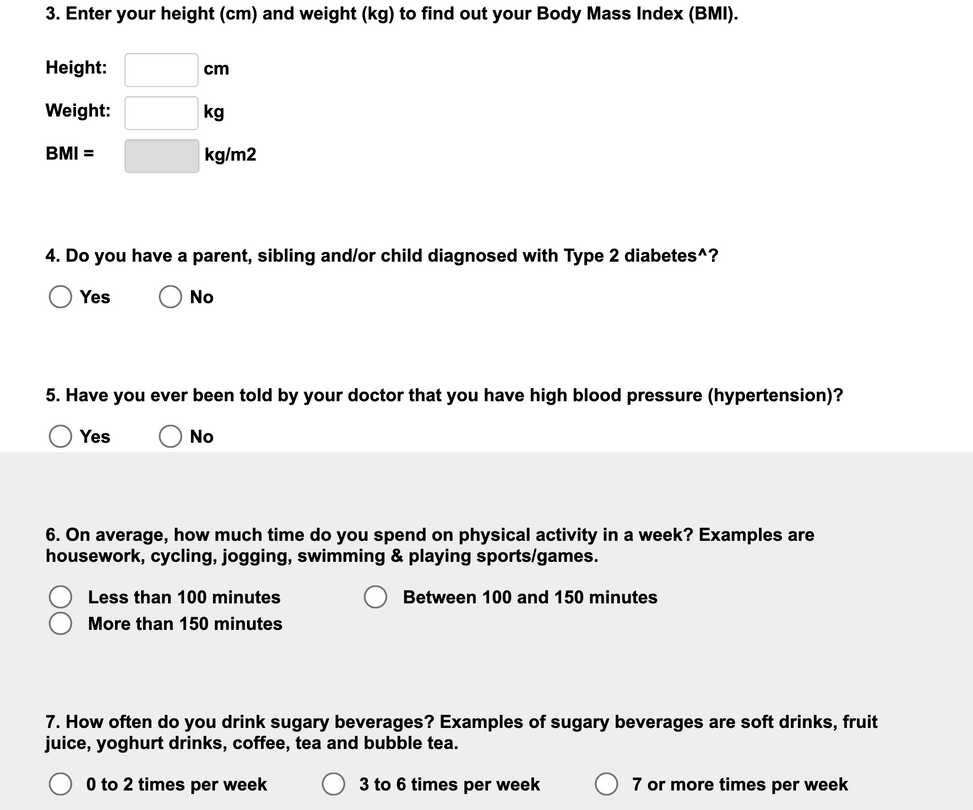 3. Enter your height (cm) and weight (kg) to find out your Body Mass Index (BMI).
Height: cm
Weight: kg
BMI = kg/m2
4. Do you have a parent, sibling and/or child diagnosed with Type 2 diabetes^?
Yes No
5. Have you ever been told by your doctor that you have high blood pressure (hypertension)?
Yes No
6. On average, how much time do you spend on physical activity in a week? Examples are
housework, cycling, jogging, swimming & playing sports/games.
Less than 100 minutes Between 100 and 150 minutes
More than 150 minutes
7. How often do you drink sugary beverages? Examples of sugary beverages are soft drinks, fruit
juice, yoghurt drinks, coffee, tea and bubble tea.
0 to 2 times per week 3 to 6 times per week 7 or more times per week